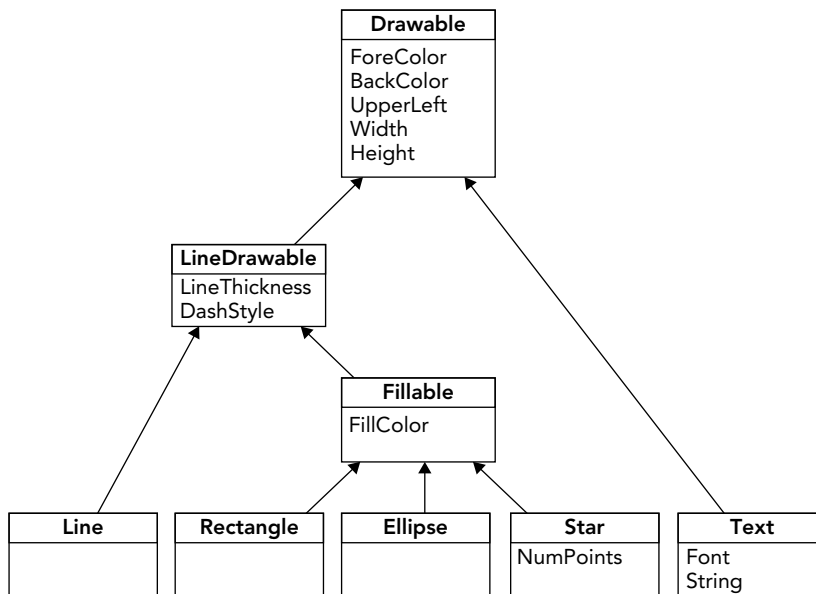 Drawable
ForeColor
BackColor
UpperLeft
Width
Height
LineDrawable
LineThickness
DashStyle
Fillable
FillColor
Line
Rectangle
Ellipse
Star
NumPoints
Text
Font
String